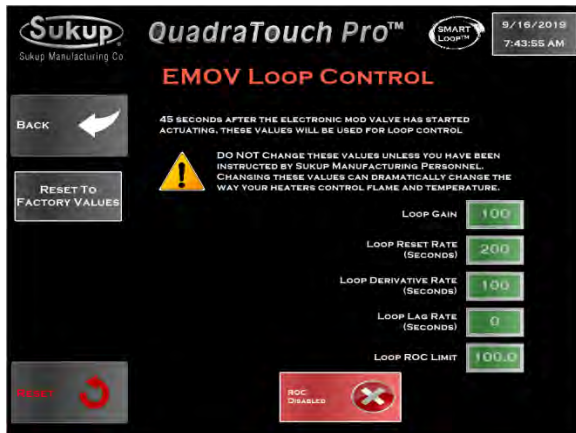 Sukup
Sukup Manufacturing Co
QuadraTouch Pro™
SMART
LOOP™
9/16/2019
7:43:55 AM
EMOV LOOP CONTROL
BACK
45 SECONDS AFTER THE ELECTRONIC MOD VALVE HAS STARTED
ACTUATING, THESE VALUES WILL BE USED FOR LOOP CONTROL
DO NOT CHANGE THESE VALUES UNLESS YOU HAVE BEEN
INSTRUCTED BY SUKUP MANUFACTURING PERSONNEL.
CHANGING THESE VALUES CAN DRAMATICALLY CHANGE THE
WAY YOUR HEATERS CONTROL FLAME AND TEMPERATURE.
RESET TO
FACTORY VALUES
LOOP GAIN 100
LOOP RESET RATE
(SECONDS) 200
LOOP DERIVATIVE RATE
(SECONDS) 100
LOOP LAG RATE
(SECONDS) 0
LOOP ROC LIMIT 100.0
RESET
ROC
DISABLED